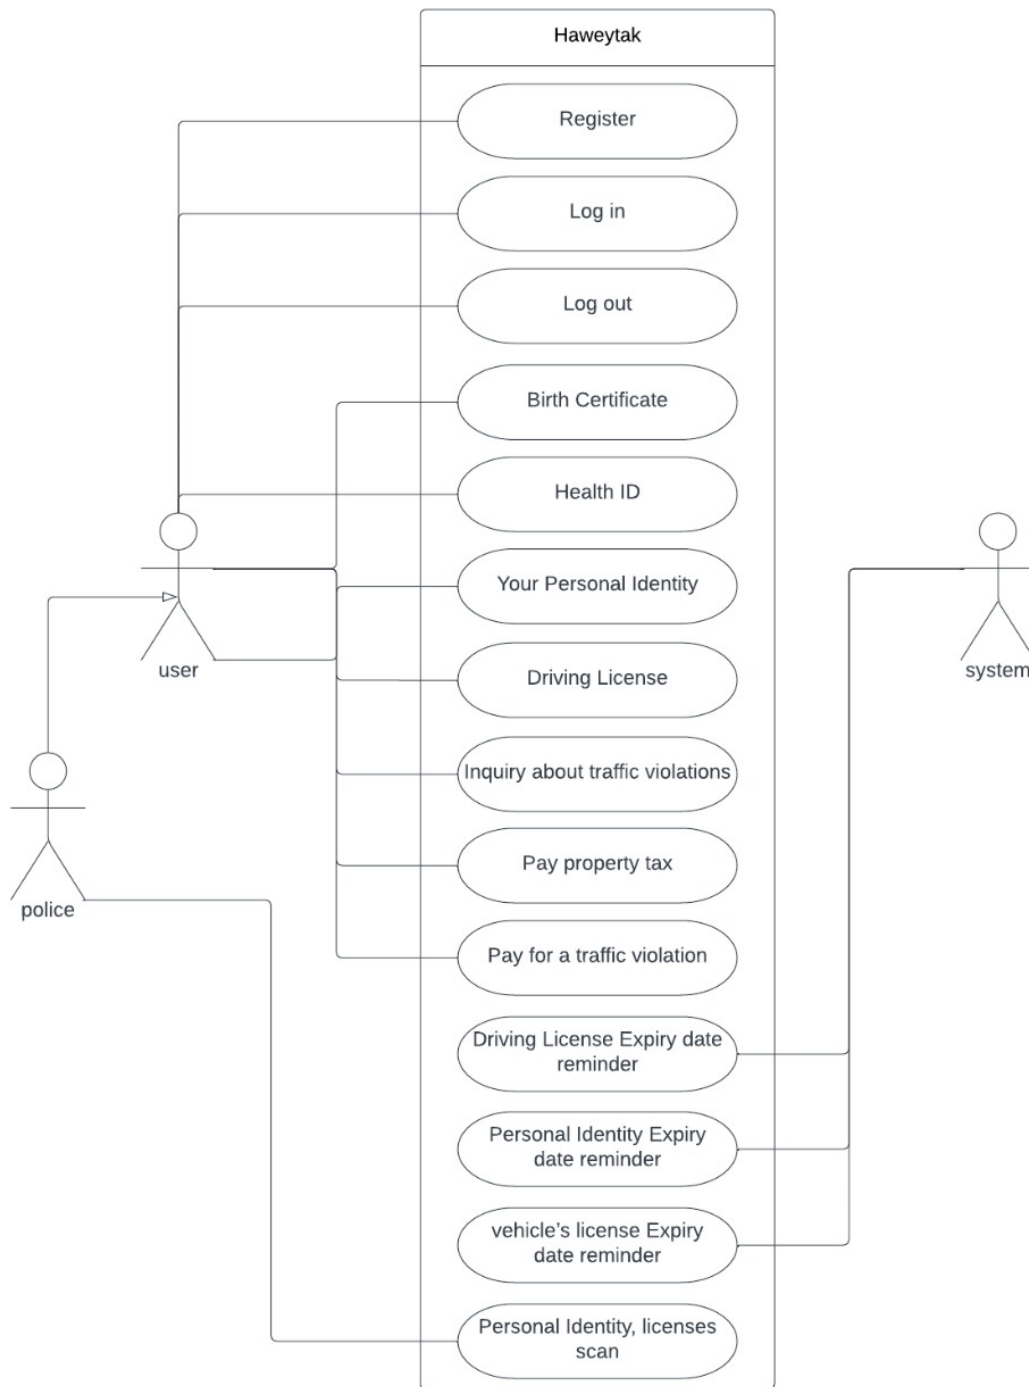 Haweytak
Register
Log in
Log out
Birth Certificate
Health ID
Your Personal Identity
Driving License
Inquiry about traffic violations
Pay property tax
Pay for a traffic violation
Driving License Expiry date
reminder
Personal Identity Expiry
date reminder
vehicle's license Expiry
date reminder
Personal Identity, licenses
scan
user
police
system